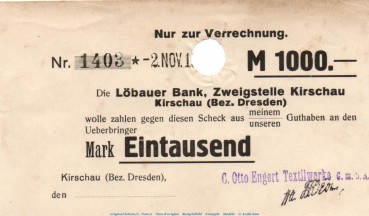 Nur zur Verrechnung.
Nr. 1403 * -2. NOV. 1 M 1000.—
Die Löbauer Bank, Zweigstelle Kirschau
Kirschau (Bez. Dresden)
wolle zahlen gegen diesen Scheck aus meinem
unseren Guthaben an den
Ueberbringer
Mark Eintausend
C. Otto Engert Textilwerke G. m. b. H.
Kirschau (Bez. Dresden),
den